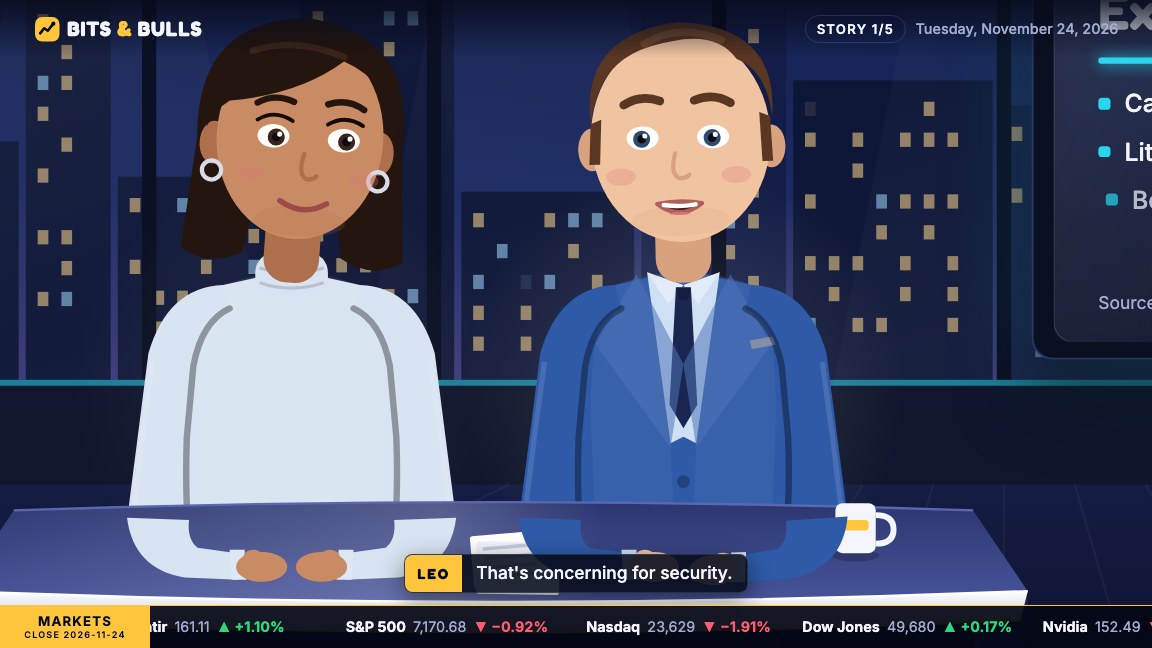 BITS & BULLS
STORY 1/5
Tuesday, November 24, 2026
Ex
Ca
Lit
Source
LEO That's concerning for security.
MARKETS
CLOSE 2026-11-24
ntir 161.11 ▲ +1.10% S&P 500 7,170.68 ▼ −0.92% Nasdaq 23,629 ▼ −1.91% Dow Jones 49,680 ▲ +0.17% Nvidia 152.49